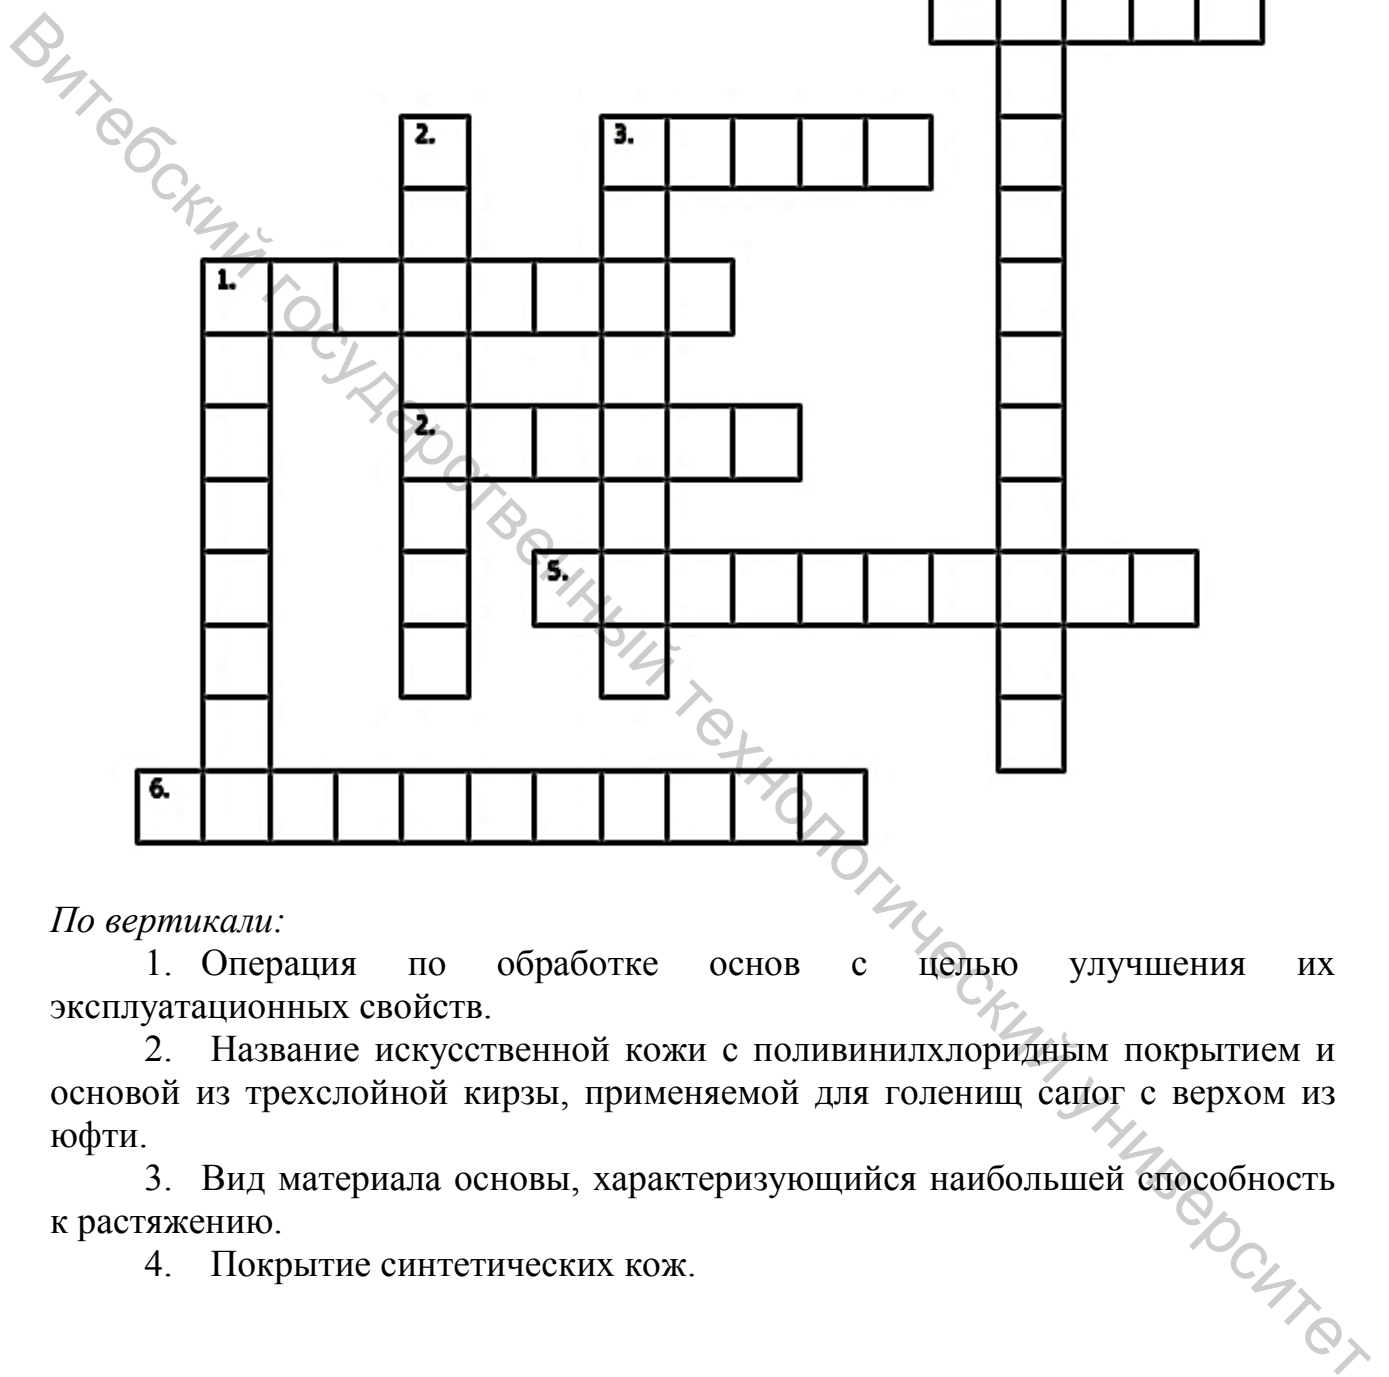 2.
3.
1.
2.
5.
6.
По вертикали:
1. Операция по обработке основ с целью улучшения их
эксплуатационных свойств.
2. Название искусственной кожи с поливинилхлоридным покрытием и
основой из трехслойной кирзы, применяемой для голенищ сапог с верхом из
юфти.
3. Вид материала основы, характеризующийся наибольшей способность
к растяжению.
4. Покрытие синтетических кож.
Витебский государственный технологический университет